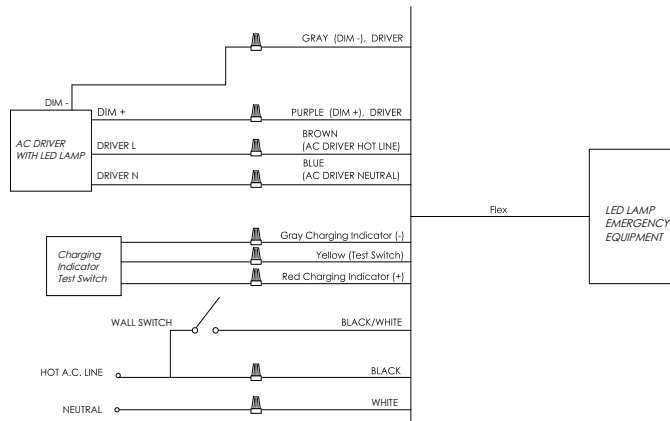 GRAY (DIM -), DRIVER
DIM -
DIM +
PURPLE (DIM +), DRIVER
AC DRIVER
WITH LED LAMP
DRIVER L
BROWN
(AC DRIVER HOT LINE)
DRIVER N
BLUE
(AC DRIVER NEUTRAL)
Flex
LED LAMP
EMERGENCY
EQUIPMENT
Charging
Indicator
Test Switch
Gray Charging Indicator (-)
Yellow (Test Switch)
Red Charging Indicator (+)
WALL SWITCH
BLACK/WHITE
HOT A.C. LINE
BLACK
NEUTRAL
WHITE